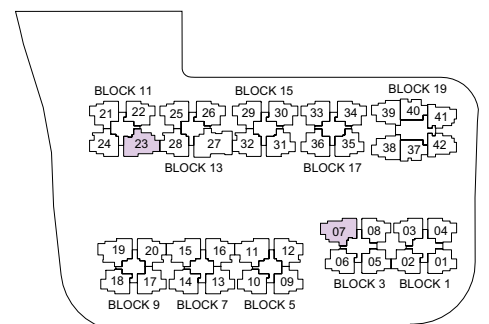 BLOCK 11 BLOCK 15 BLOCK 19
21 22 25 26 29 30 33 34 39 40 41
24 23 28 27 32 31 36 35 38 37 42
BLOCK 13 BLOCK 17
07 08 03 04
19 20 15 16 11 12 06 05 02 01
18 17 14 13 10 09 BLOCK 3 BLOCK 1
BLOCK 9 BLOCK 7 BLOCK 5